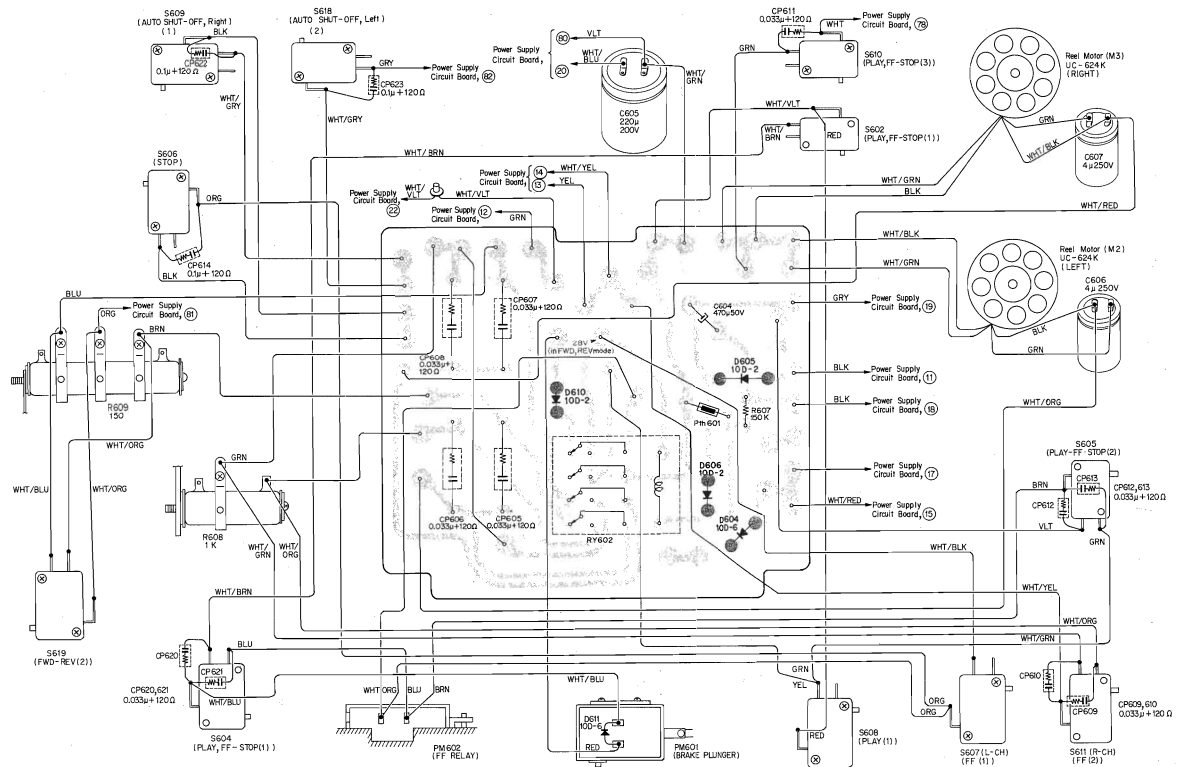 S609
(AUTO SHUT-OFF, Right)
(1)
BLK
CP622
0.1μ+120Ω
WHT/
GRY
S618
(AUTO SHUT-OFF, Left)
(2)
GRY
Power Supply
Circuit Board, 82
CP623
0.1μ+120Ω
WHT/GRY
Power Supply
Circuit Board,
80
20
VLT
WHT/
BLU
C605
220μ
200V
WHT/
GRN
CP611
0.033μ+120Ω
WHT
Power Supply
Circuit Board, 78
GRN
S610
(PLAY,FF-STOP(3))
WHT/VLT
WHT/
BRN
RED
S602
(PLAY,FF-STOP(1))
Reel Motor (M3)
UC-624K
(RIGHT)
GRN
WHT/BLK
C607
4μ250V
WHT/GRN
BLK
WHT/RED
S606
(STOP)
ORG
BLK
CP614
0.1μ+120Ω
WHT/BRN
Power Supply
Circuit Board,
22
WHT/
VLT
WHT/VLT
Power Supply
Circuit Board,
14
13
WHT/YEL
YEL
Power Supply
Circuit Board, 12
GRN
WHT/BLK
WHT/GRN
Reel Motor (M2)
UC-624K
(LEFT)
C606
4μ250V
BLK
GRN
WHT/ORG
BLU
ORG
Power Supply
Circuit Board, 81
BRN
R609
150
WHT/ORG
WHT/BLU
WHT/ORG
CP608
0.033μ+
120Ω
CP607
0.033μ+120Ω
28V
(in FWD,REV mode)
C604
470μ50V
GRY
Power Supply
Circuit Board, 19
D605
10D-2
D610
10D-2
BLK
Power Supply
Circuit Board, 11
R607
150K
BLK
Power Supply
Circuit Board, 18
Pth601
D606
10D-2
D604
10D-6
RY602
CP606
0.033μ+120Ω
CP605
0.033μ+120Ω
Power Supply
Circuit Board, 17
WHT/RED
Power Supply
Circuit Board, 15
GRN
R608
1K
WHT/
GRN
WHT/
ORG
S605
(PLAY-FF STOP(2))
BRN
CP613
CP612
CP612,613
0.033μ+120Ω
VLT
GRN
WHT/BLK
WHT/YEL
WHT/ORG
WHT/GRN
S619
(FWD-REV(2))
WHT/BRN
CP620
BLU
CP621
CP620,621
0.033μ+120Ω
WHT/BLU
S604
(PLAY,FF-STOP(1))
WHT/ORG
BLU
BRN
PM602
(FF RELAY)
WHT/BLU
D611
10D-6
RED
PM601
(BRAKE PLUNGER)
GRN
YEL
RED
S608
(PLAY(1))
ORG
ORG
S607(L-CH)
(FF(1))
CP610
CP609
CP609,610
0.033μ+120Ω
S611 (R-CH)
(FF(2))